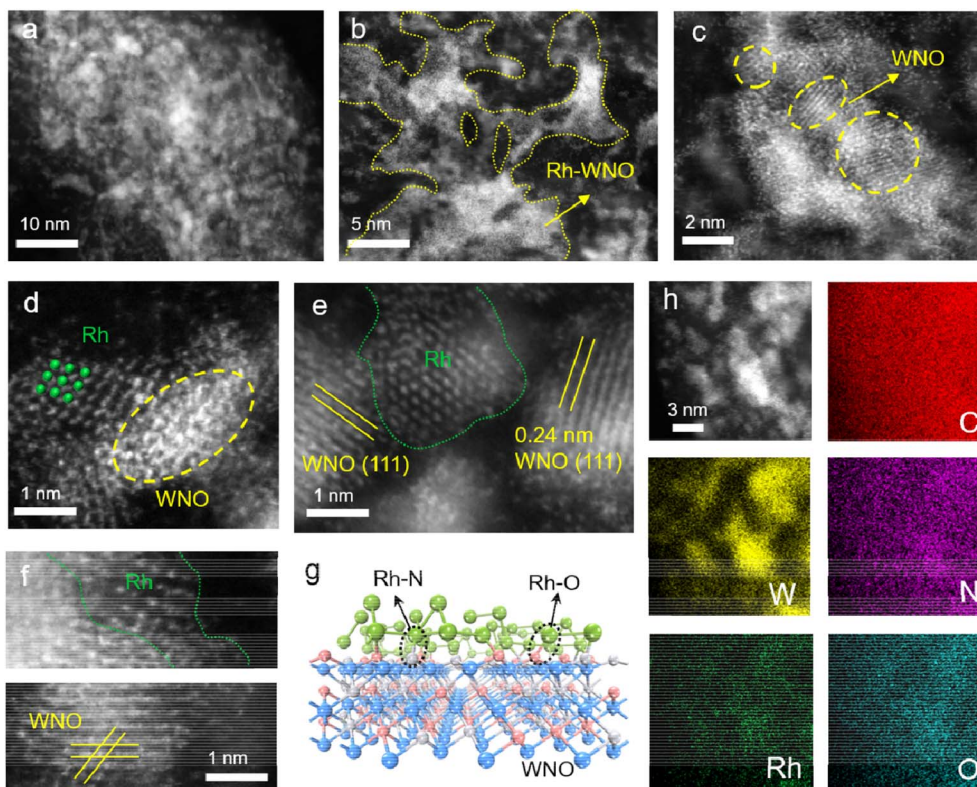 a
10 nm
b
Rh-WNO
5 nm
c
WNO
2 nm
d
Rh
WNO
1 nm
e
Rh
WNO (111)
0.24 nm
WNO (111)
1 nm
f
Rh
WNO
1 nm
g
Rh-N
Rh-O
WNO
h
3 nm
C
W
N
Rh
O